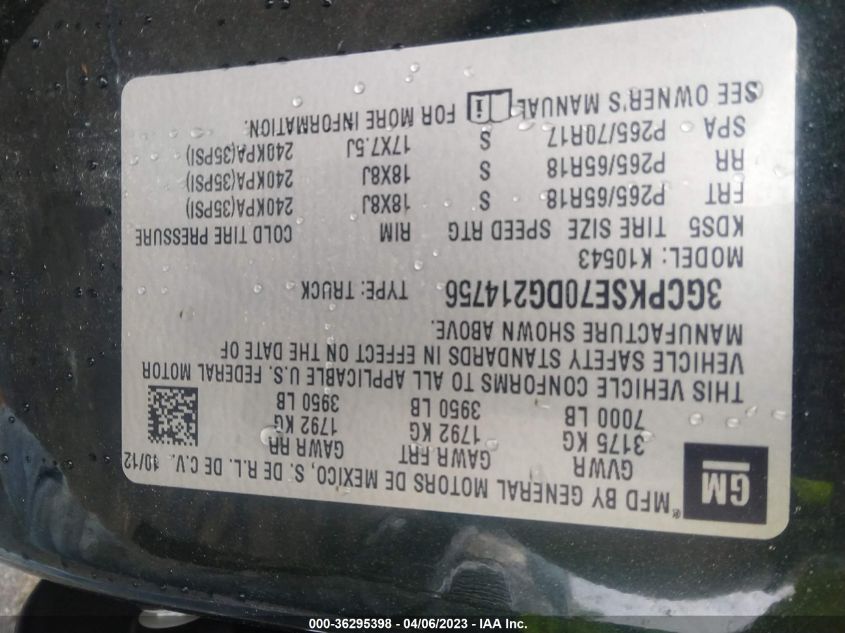 GM
*MFD BY GENERAL MOTORS DE MEXICO, S. DE R.L. DE C.V. 10/12
GVWR GAWR FRT GAWR RR
3175 KG 1792 KG 1792 KG
7000 LB 3950 LB 3950 LB
THIS VEHICLE CONFORMS TO ALL APPLICABLE U.S. FEDERAL MOTOR
VEHICLE SAFETY STANDARDS IN EFFECT ON THE DATE OF
MANUFACTURE SHOWN ABOVE.
3GCPKSE70DG214756 TYPE: TRUCK
MODEL: K10543
KDS5 TIRE SIZE SPEED RTG RIM COLD TIRE PRESSURE
FRT P265/65R18 S 18X8J 240KPA(35PSI)
RR P265/65R18 S 18X8J 240KPA(35PSI)
SPA P265/70R17 S 17X7.5J 240KPA(35PSI)
SEE OWNER'S MANUAL i FOR MORE INFORMATION.
000-36295398 - 04/06/2023 - IAA Inc.